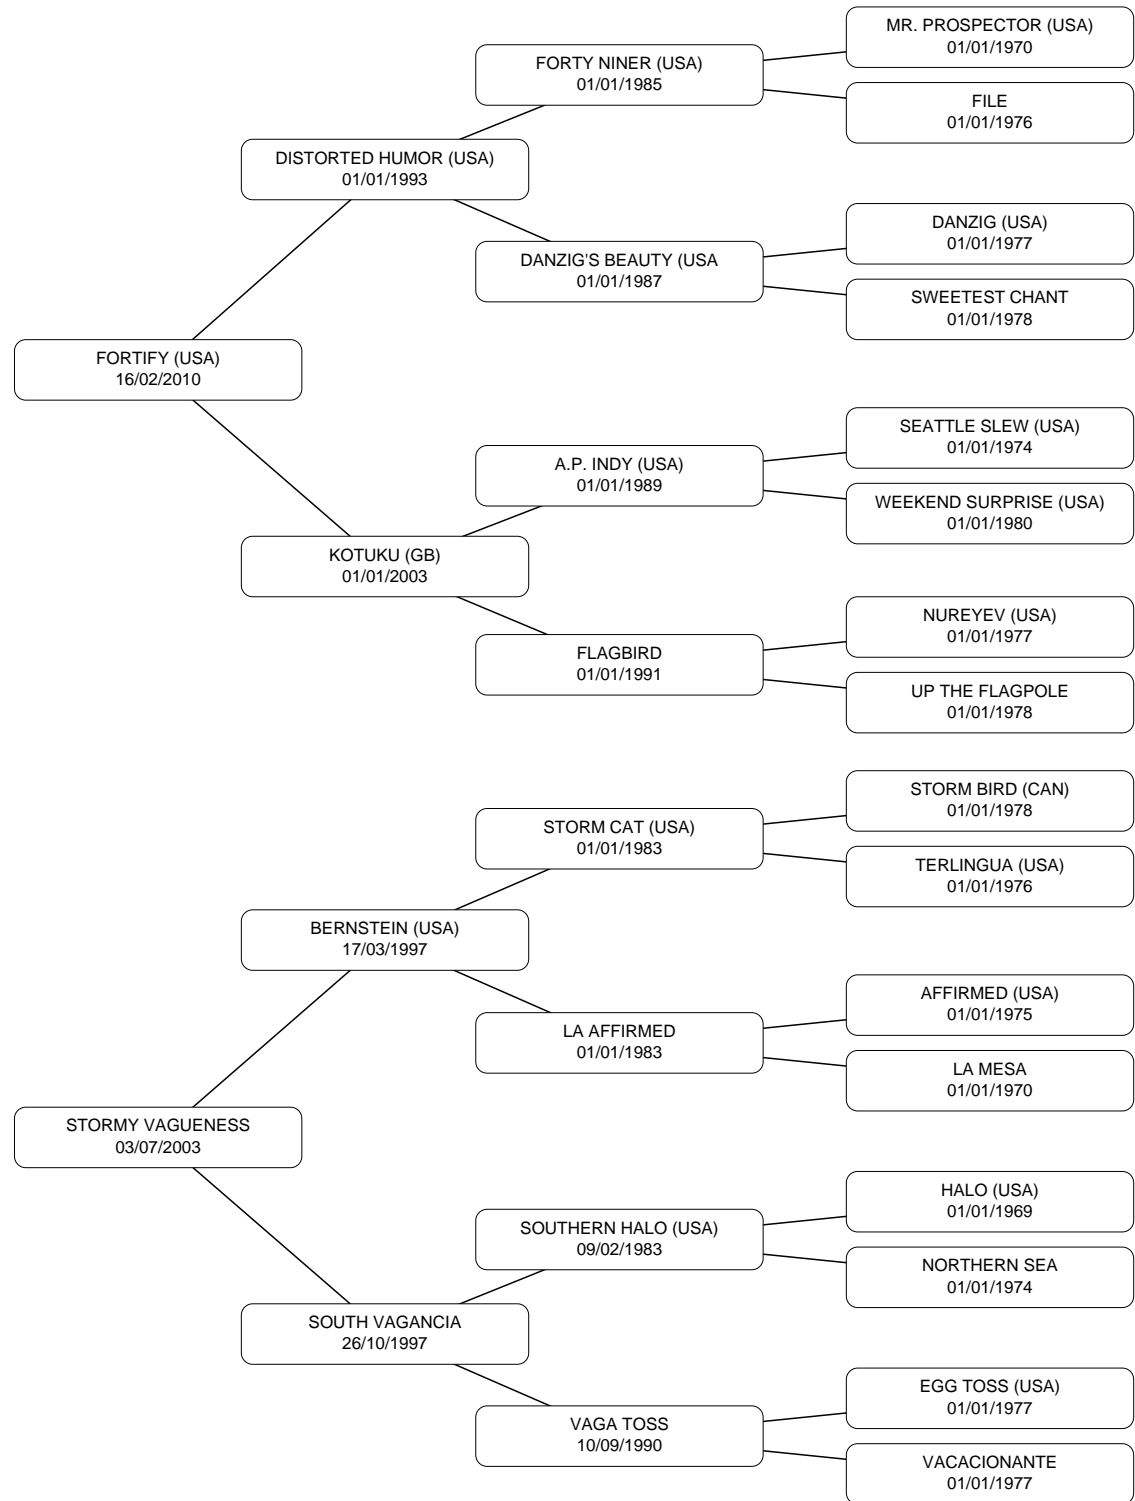 MR. PROSPECTOR (USA)
01/01/1970
FORTY NINER (USA)
01/01/1985
FILE
01/01/1976
DISTORTED HUMOR (USA)
01/01/1993
DANZIG (USA)
01/01/1977
DANZIG'S BEAUTY (USA
01/01/1987
SWEETEST CHANT
01/01/1978
FORTIFY (USA)
16/02/2010
SEATTLE SLEW (USA)
01/01/1974
A.P. INDY (USA)
01/01/1989
WEEKEND SURPRISE (USA)
01/01/1980
KOTUKU (GB)
01/01/2003
NUREYEV (USA)
01/01/1977
FLAGBIRD
01/01/1991
UP THE FLAGPOLE
01/01/1978
STORM BIRD (CAN)
01/01/1978
STORM CAT (USA)
01/01/1983
TERLINGUA (USA)
01/01/1976
BERNSTEIN (USA)
17/03/1997
AFFIRMED (USA)
01/01/1975
LA AFFIRMED
01/01/1983
LA MESA
01/01/1970
STORMY VAGUENESS
03/07/2003
HALO (USA)
01/01/1969
SOUTHERN HALO (USA)
09/02/1983
NORTHERN SEA
01/01/1974
SOUTH VAGANCIA
26/10/1997
EGG TOSS (USA)
01/01/1977
VAGA TOSS
10/09/1990
VACACIONANTE
01/01/1977